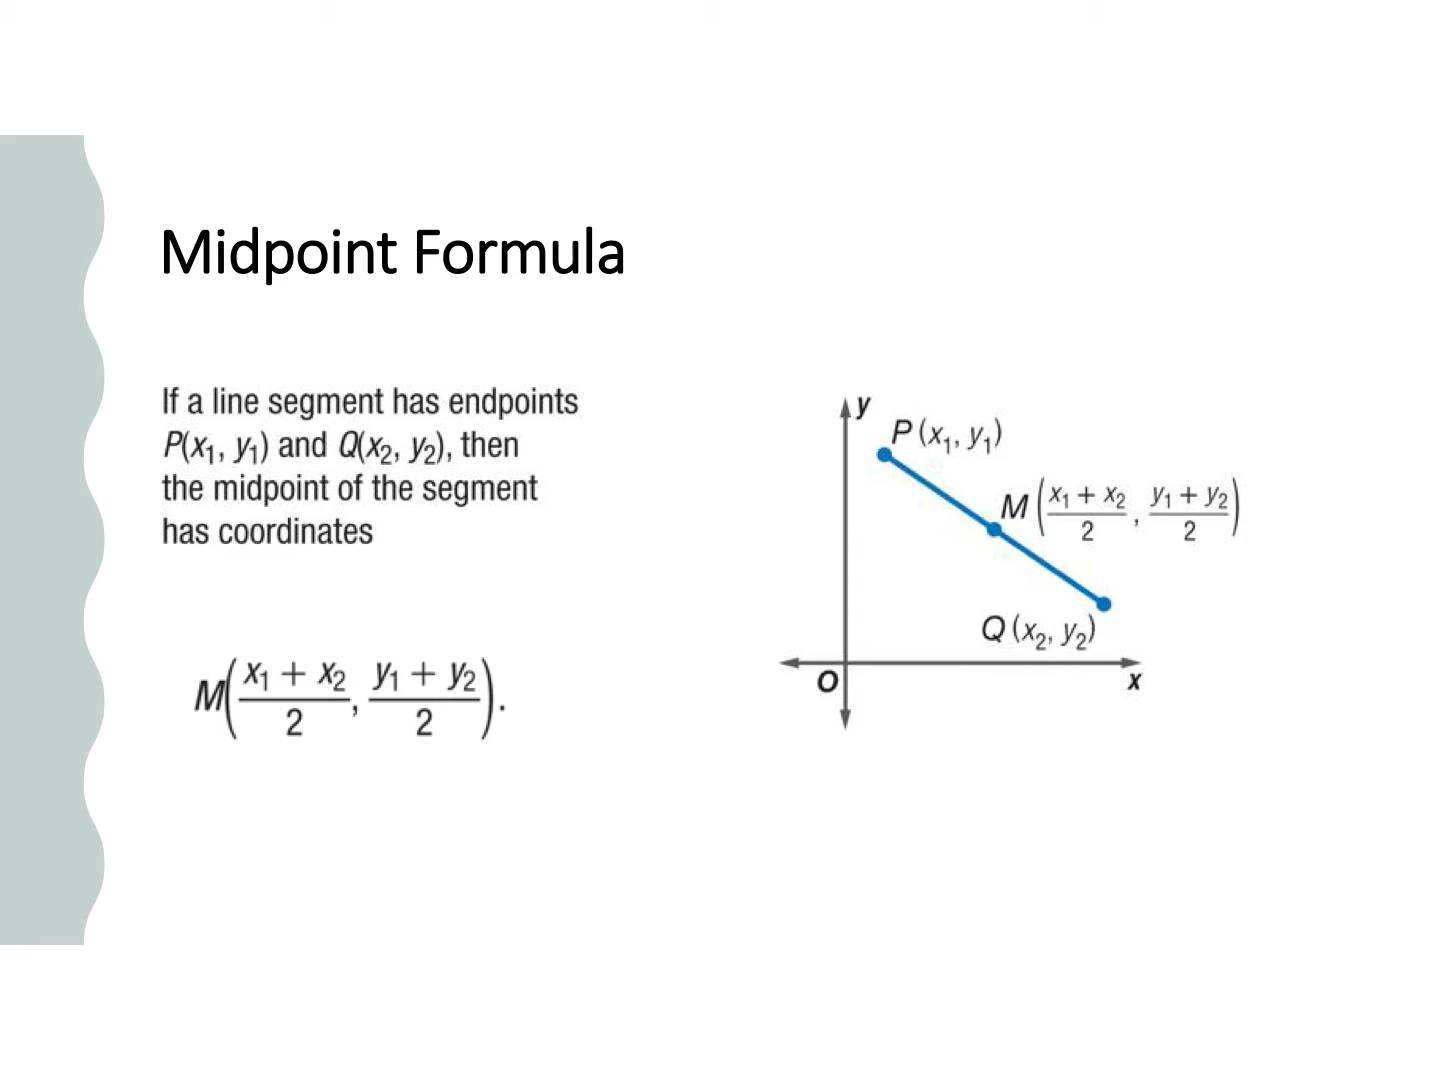 Midpoint Formula
If a line segment has endpoints
P(x₁, y₁) and Q(x₂, y₂), then
the midpoint of the segment
has coordinates
M((x₁ + x₂)/2, (y₁ + y₂)/2).
y
P (x₁, y₁)
M ((x₁ + x₂)/2, (y₁ + y₂)/2)
Q (x₂, y₂)
O
x